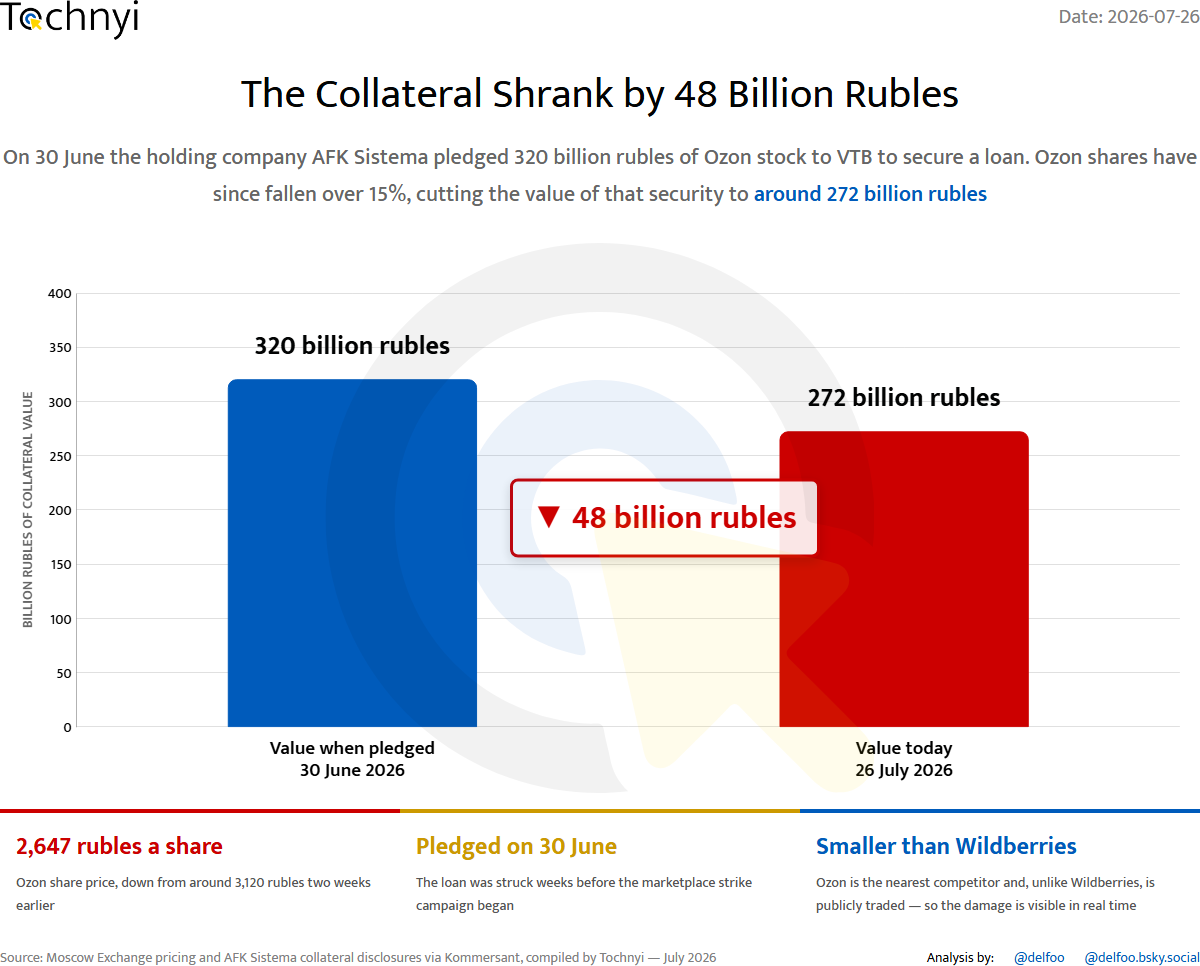 Tochnyi
Date: 2026-07-26
The Collateral Shrank by 48 Billion Rubles
On 30 June the holding company AFK Sistema pledged 320 billion rubles of Ozon stock to VTB to secure a loan. Ozon shares have
since fallen over 15%, cutting the value of that security to around 272 billion rubles
BILLION RUBLES OF COLLATERAL VALUE
400
350
300
250
200
150
100
50
0
320 billion rubles
272 billion rubles
▼ 48 billion rubles
Value when pledged
30 June 2026
Value today
26 July 2026
2,647 rubles a share
Ozon share price, down from around 3,120 rubles two weeks
earlier
Pledged on 30 June
The loan was struck weeks before the marketplace strike
campaign began
Smaller than Wildberries
Ozon is the nearest competitor and, unlike Wildberries, is
publicly traded — so the damage is visible in real time
Source: Moscow Exchange pricing and AFK Sistema collateral disclosures via Kommersant, compiled by Tochnyi — July 2026
Analysis by: @delfoo @delfoo.bsky.social